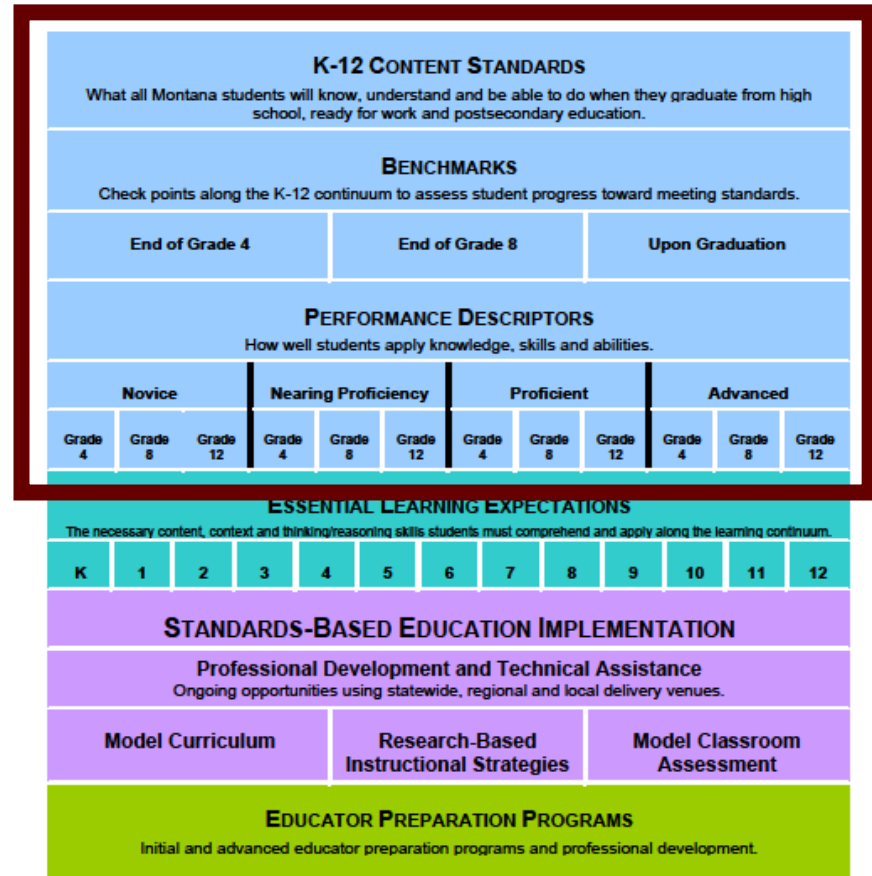 K-12 CONTENT STANDARDS
What all Montana students will know, understand and be able to do when they graduate from high
school, ready for work and postsecondary education.
BENCHMARKS
Check points along the K-12 continuum to assess student progress toward meeting standards.
End of Grade 4 End of Grade 8 Upon Graduation
PERFORMANCE DESCRIPTORS
How well students apply knowledge, skills and abilities.
Novice Nearing Proficiency Proficient Advanced
Grade Grade Grade Grade Grade Grade Grade Grade Grade Grade Grade Grade
4 8 12 4 8 12 4 8 12 4 8 12
ESSENTIAL LEARNING EXPECTATIONS
The necessary content, context and thinking/reasoning skills students must comprehend and apply along the learning continuum.
K 1 2 3 4 5 6 7 8 9 10 11 12
STANDARDS-BASED EDUCATION IMPLEMENTATION
Professional Development and Technical Assistance
Ongoing opportunities using statewide, regional and local delivery venues.
Model Curriculum Research-Based Model Classroom
Instructional Strategies Assessment
EDUCATOR PREPARATION PROGRAMS
Initial and advanced educator preparation programs and professional development.